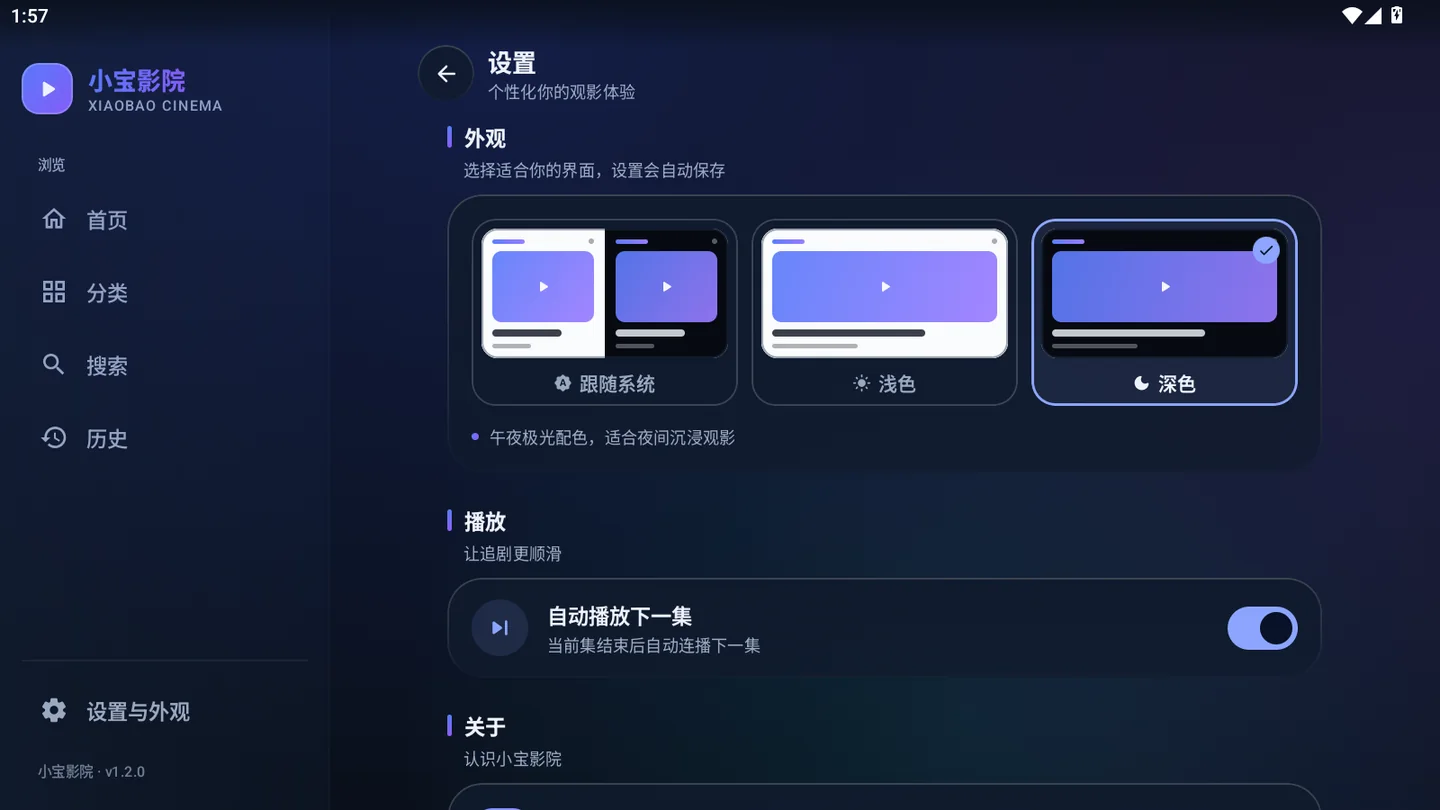 1:57
小宝影院
XIAOBAO CINEMA
浏览
首页
分类
搜索
历史
设置与外观
小宝影院 · v1.2.0
设置
个性化你的观影体验
外观
选择适合你的界面，设置会自动保存
跟随系统
浅色
深色
午夜极光配色，适合夜间沉浸观影
播放
让追剧更顺滑
自动播放下一集
当前集结束后自动连播下一集
关于
认识小宝影院